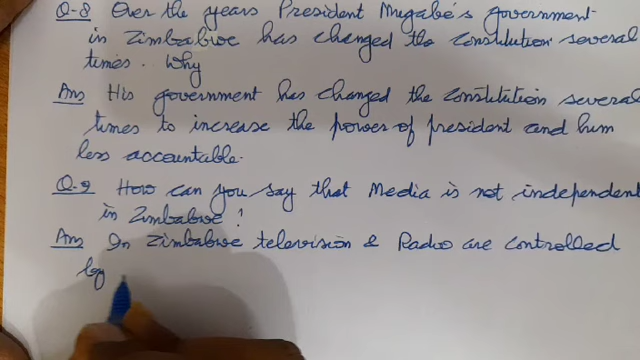 Q-8 Over the years President Mugabe's government
in Zimbabwe has changed the constitution several
times. Why
Ans His government has changed the constitution several
times to increase the power of president and him
less accountable.
Q-9 How can you say that Media is not independent
in Zimbabwe?
Ans In Zimbabwe television & Radio are controlled
by